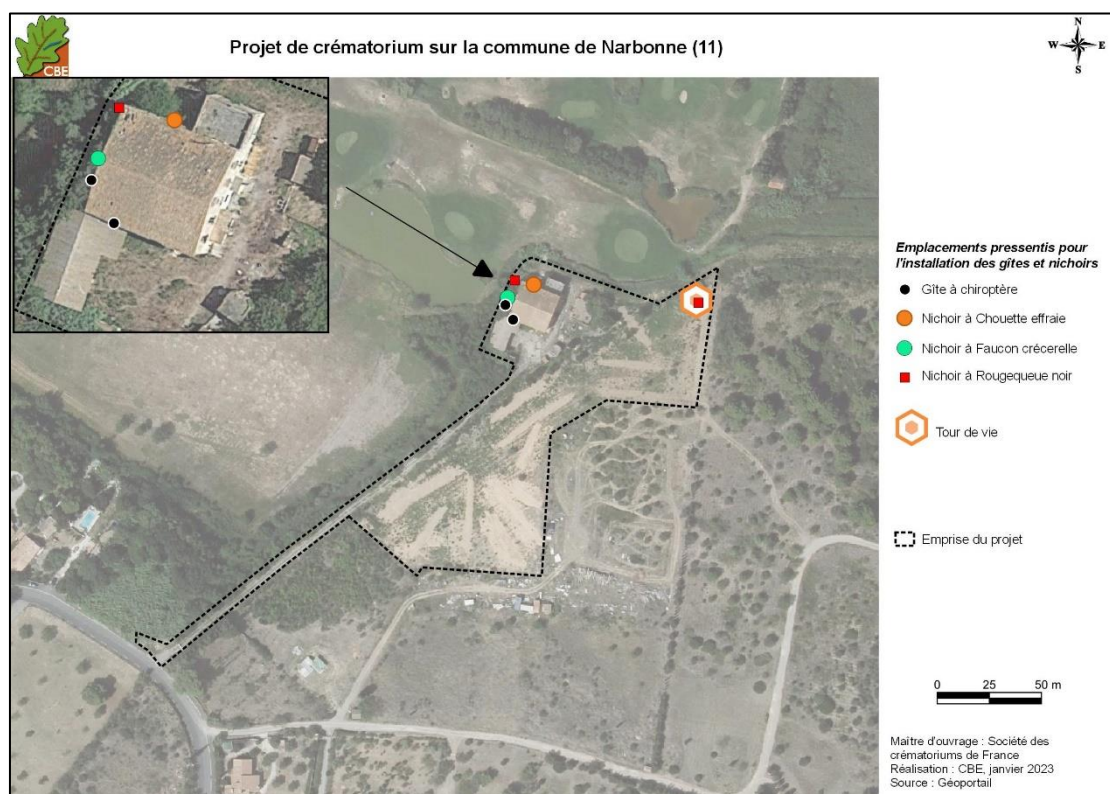 CBE
Projet de crématorium sur la commune de Narbonne (11)
N
W E
S
Emplacements pressentis pour
l'installation des gîtes et nichoirs
Gîte à chiroptère
Nichoir à Chouette effraie
Nichoir à Faucon crécerelle
Nichoir à Rougequeue noir
Tour de vie
Emprise du projet
0 25 50 m
Maître d'ouvrage : Société des
crématoriums de France
Réalisation : CBE, janvier 2023
Source : Géoportail